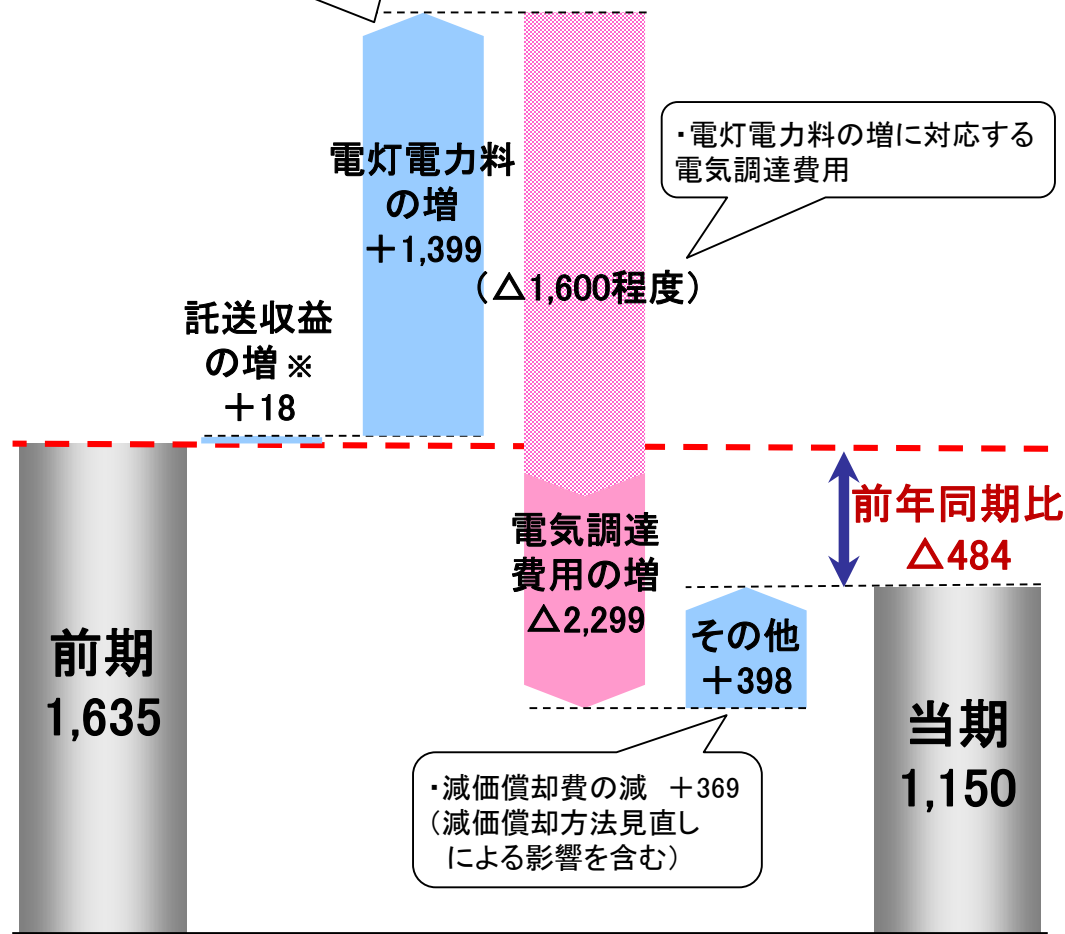 ・電灯電力料の増に対応する
電気調達費用
電灯電力料
の増
＋1,399
（△1,600程度）
託送収益
の増※
＋18
前年同期比
△484
電気調達
費用の増
△2,299
その他
＋398
前期
1,635
当期
1,150
・減価償却費の減　＋369
（減価償却方法見直し
による影響を含む）